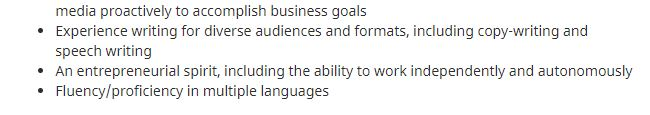 media proactively to accomplish business goals
• Experience writing for diverse audiences and formats, including copy-writing and
speech writing
• An entrepreneurial spirit, including the ability to work independently and autonomously
• Fluency/proficiency in multiple languages